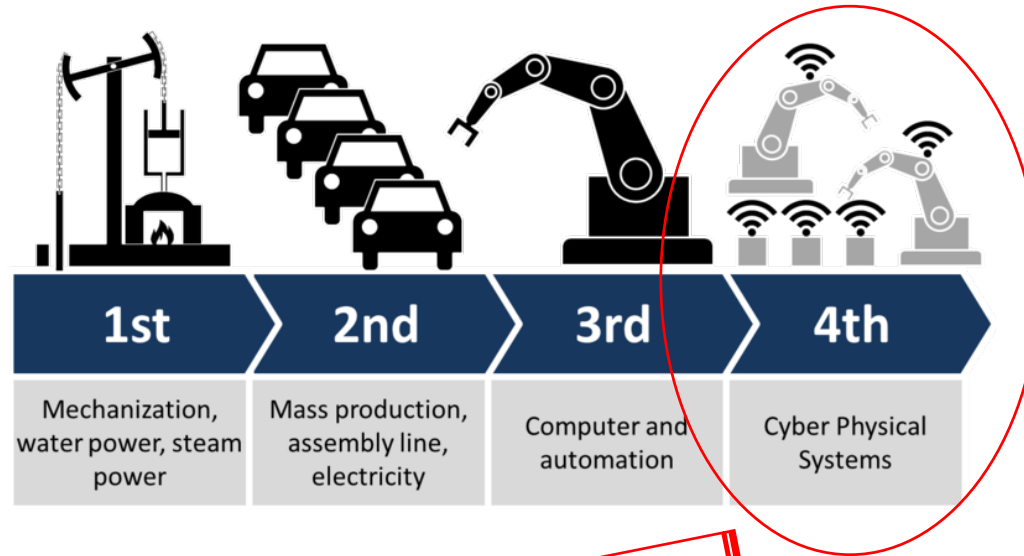 1st
2nd
3rd
4th
Mechanization,
water power, steam
power
Mass production,
assembly line,
electricity
Computer and
automation
Cyber Physical
Systems